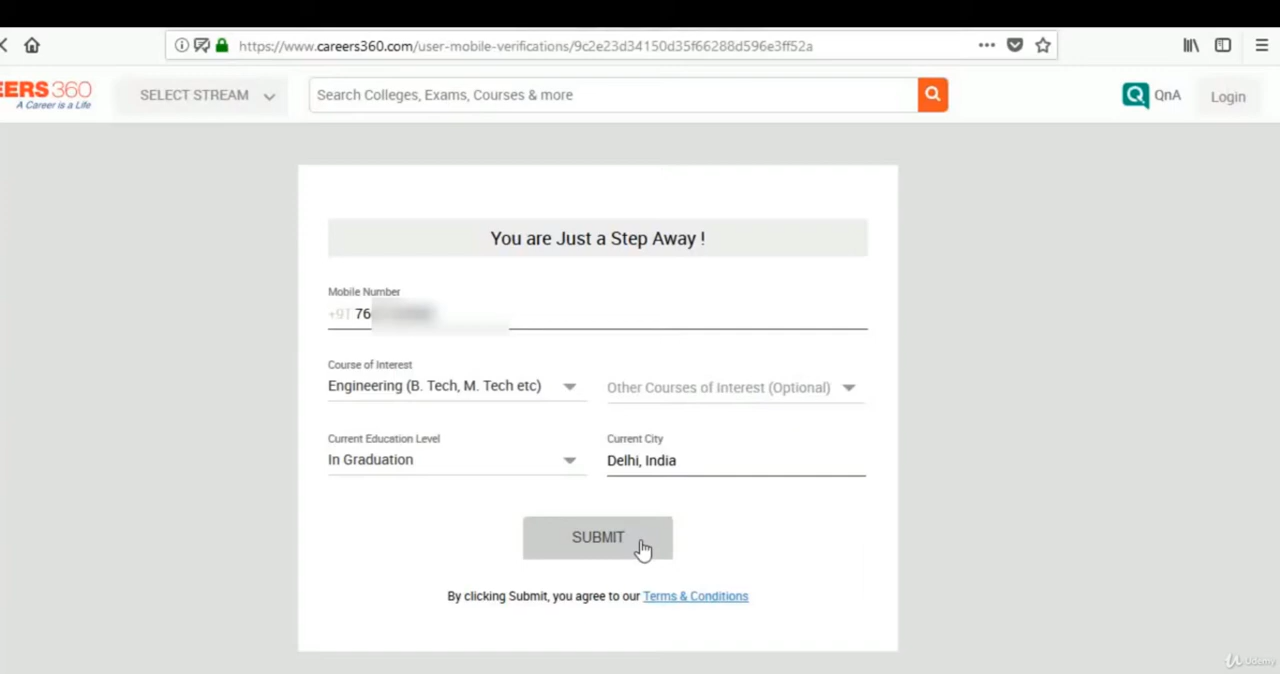 https://www.careers360.com/user-mobile-verifications/9c2e23d34150d35f66288d596e3ff52a
EERS360
A Career is a Life
SELECT STREAM
Search Colleges, Exams, Courses & more
QnA
Login
You are Just a Step Away !
Mobile Number
+91 76
Course of Interest
Engineering (B. Tech, M. Tech etc)
Other Courses of Interest (Optional)
Current Education Level
In Graduation
Current City
Delhi, India
SUBMIT
By clicking Submit, you agree to our Terms & Conditions
Udemy